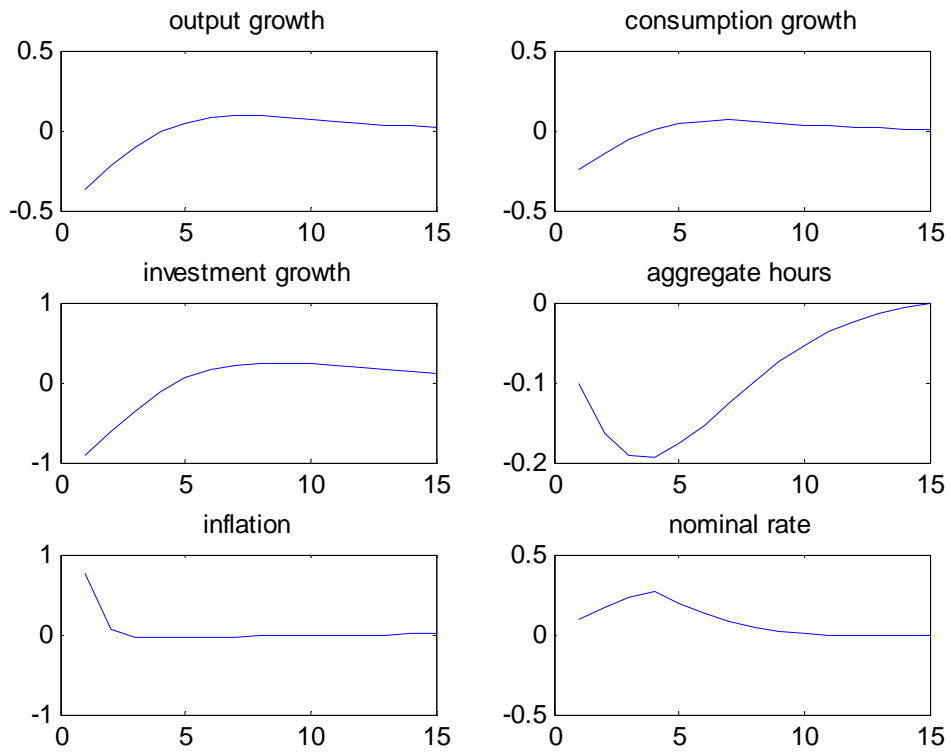 output growth
0.5
0
-0.5
0 5 10 15
consumption growth
0.5
0
-0.5
0 5 10 15
investment growth
1
0
-1
0 5 10 15
aggregate hours
0
-0.1
-0.2
0 5 10 15
inflation
1
0
-1
0 5 10 15
nominal rate
0.5
0
-0.5
0 5 10 15